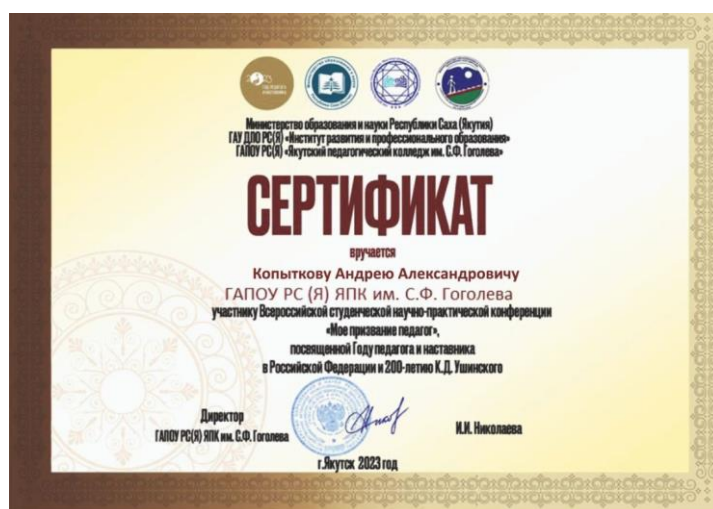 Министерство образования и науки Республики Саха (Якутия)
ГАУ ДПО РС(Я) «Институт развития и профессионального образования»
ГАПОУ РС(Я) «Якутский педагогический колледж им. С.Ф. Гоголева»
СЕРТИФИКАТ
вручается
Копыткову Андрею Александровичу
ГАПОУ РС (Я) ЯПК им. С.Ф. Гоголева
участнику Всероссийской студенческой научно-практической конференции
«Мое призвание педагог»,
посвященной Году педагога и наставника
в Российской Федерации и 200-летию К.Д. Ушинского
Директор
ГАПОУ РС(Я) ЯПК им. С.Ф. Гоголева
И.И. Николаева
г.Якутск 2023 год